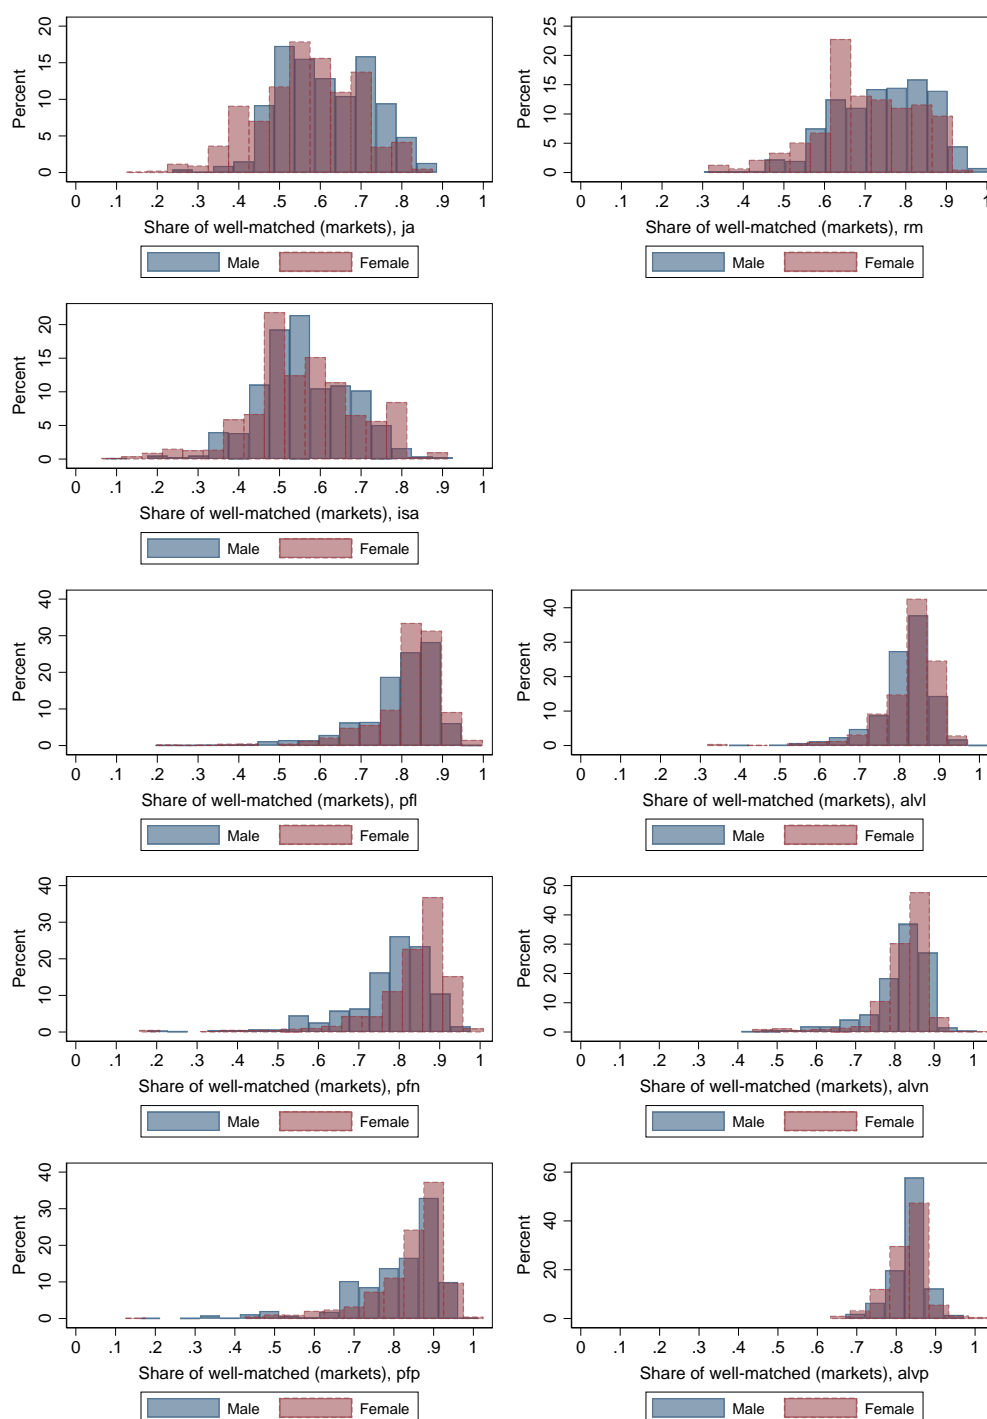 20
15
10
5
0
Percent
0 .1 .2 .3 .4 .5 .6 .7 .8 .9 1
Share of well-matched (markets), ja
Male Female
25
20
15
10
5
0
Percent
0 .1 .2 .3 .4 .5 .6 .7 .8 .9 1
Share of well-matched (markets), rm
Male Female
20
15
10
5
0
Percent
0 .1 .2 .3 .4 .5 .6 .7 .8 .9 1
Share of well-matched (markets), isa
Male Female
40
30
20
10
0
Percent
0 .1 .2 .3 .4 .5 .6 .7 .8 .9 1
Share of well-matched (markets), pfl
Male Female
40
30
20
10
0
Percent
0 .1 .2 .3 .4 .5 .6 .7 .8 .9 1
Share of well-matched (markets), alvl
Male Female
40
30
20
10
0
Percent
0 .1 .2 .3 .4 .5 .6 .7 .8 .9 1
Share of well-matched (markets), pfn
Male Female
50
40
30
20
10
0
Percent
0 .1 .2 .3 .4 .5 .6 .7 .8 .9 1
Share of well-matched (markets), alvn
Male Female
40
30
20
10
0
Percent
0 .1 .2 .3 .4 .5 .6 .7 .8 .9 1
Share of well-matched (markets), pfp
Male Female
60
40
20
0
Percent
0 .1 .2 .3 .4 .5 .6 .7 .8 .9 1
Share of well-matched (markets), alvp
Male Female